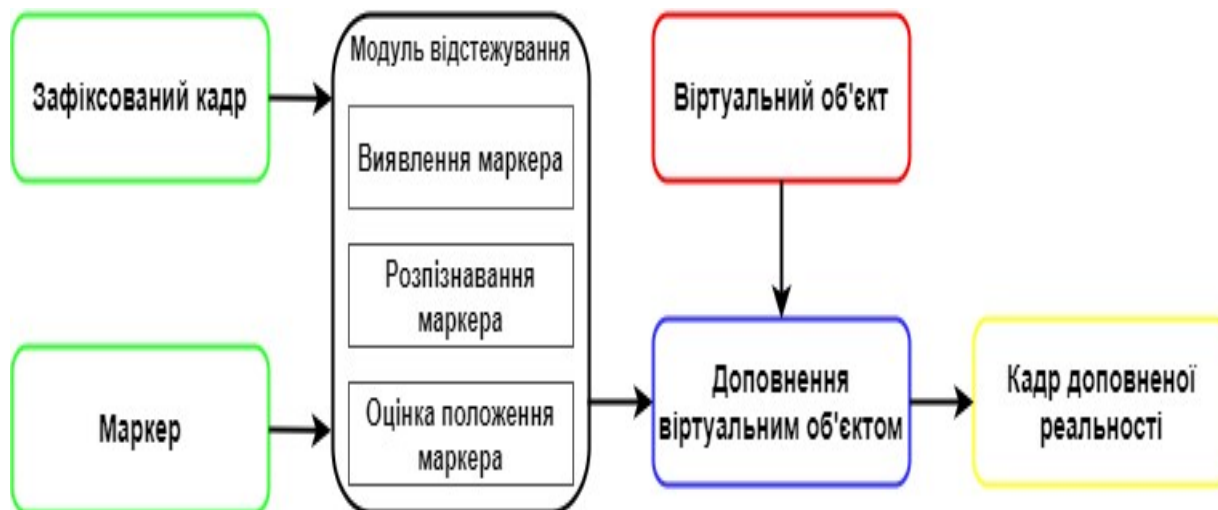 Зафіксований кадр
Маркер
Модуль відстежування
Виявлення маркера
Розпізнавання
маркера
Оцінка положення
маркера
Віртуальний об'єкт
Доповнення
віртуальним об'єктом
Кадр доповненої
реальності